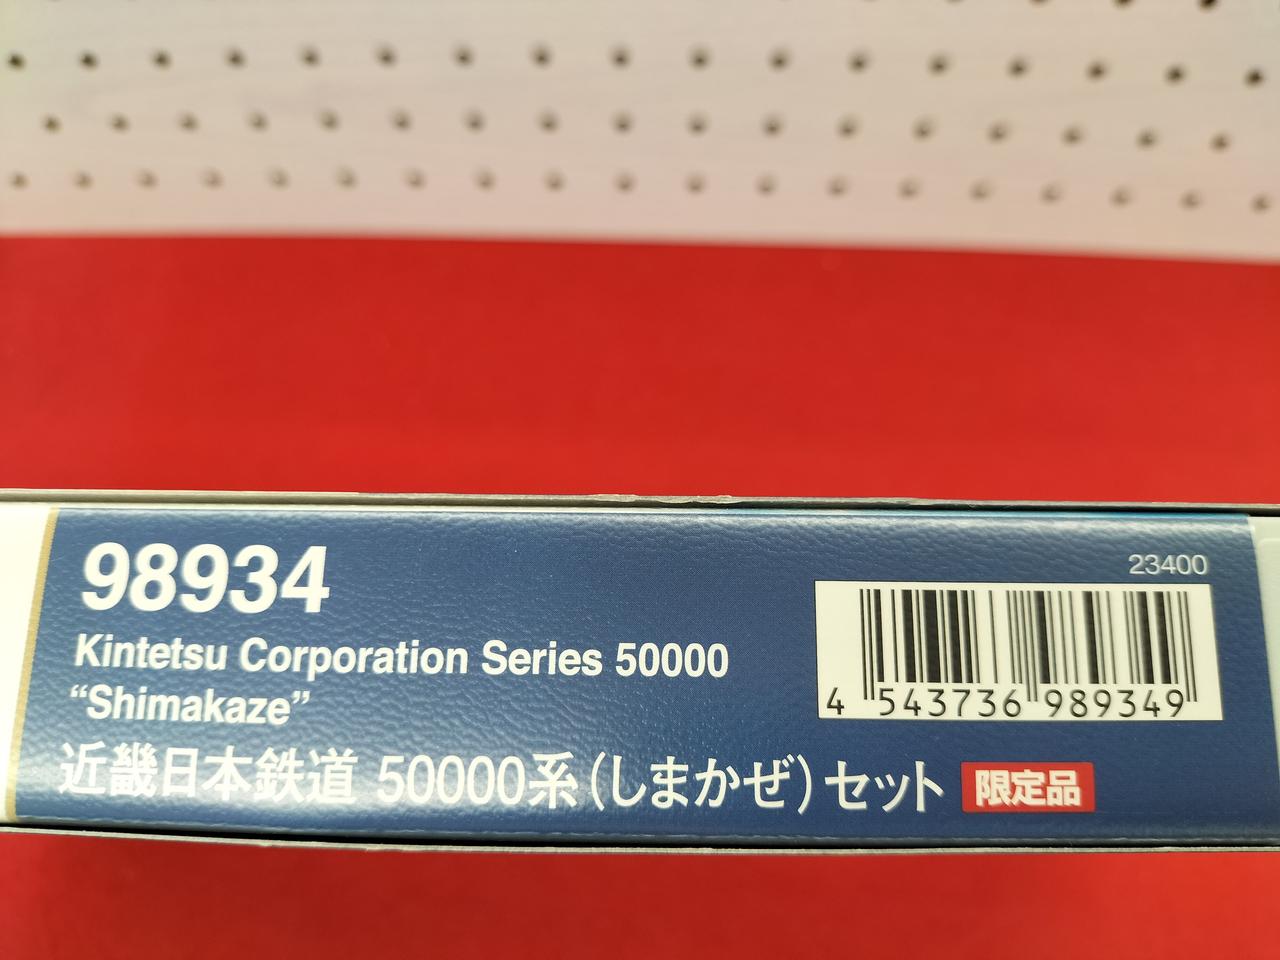 98934
Kintetsu Corporation Series 50000
“Shimakaze”
近畿日本鉄道 50000系(しまかぜ)セット
限定品
23400
4 543736 989349